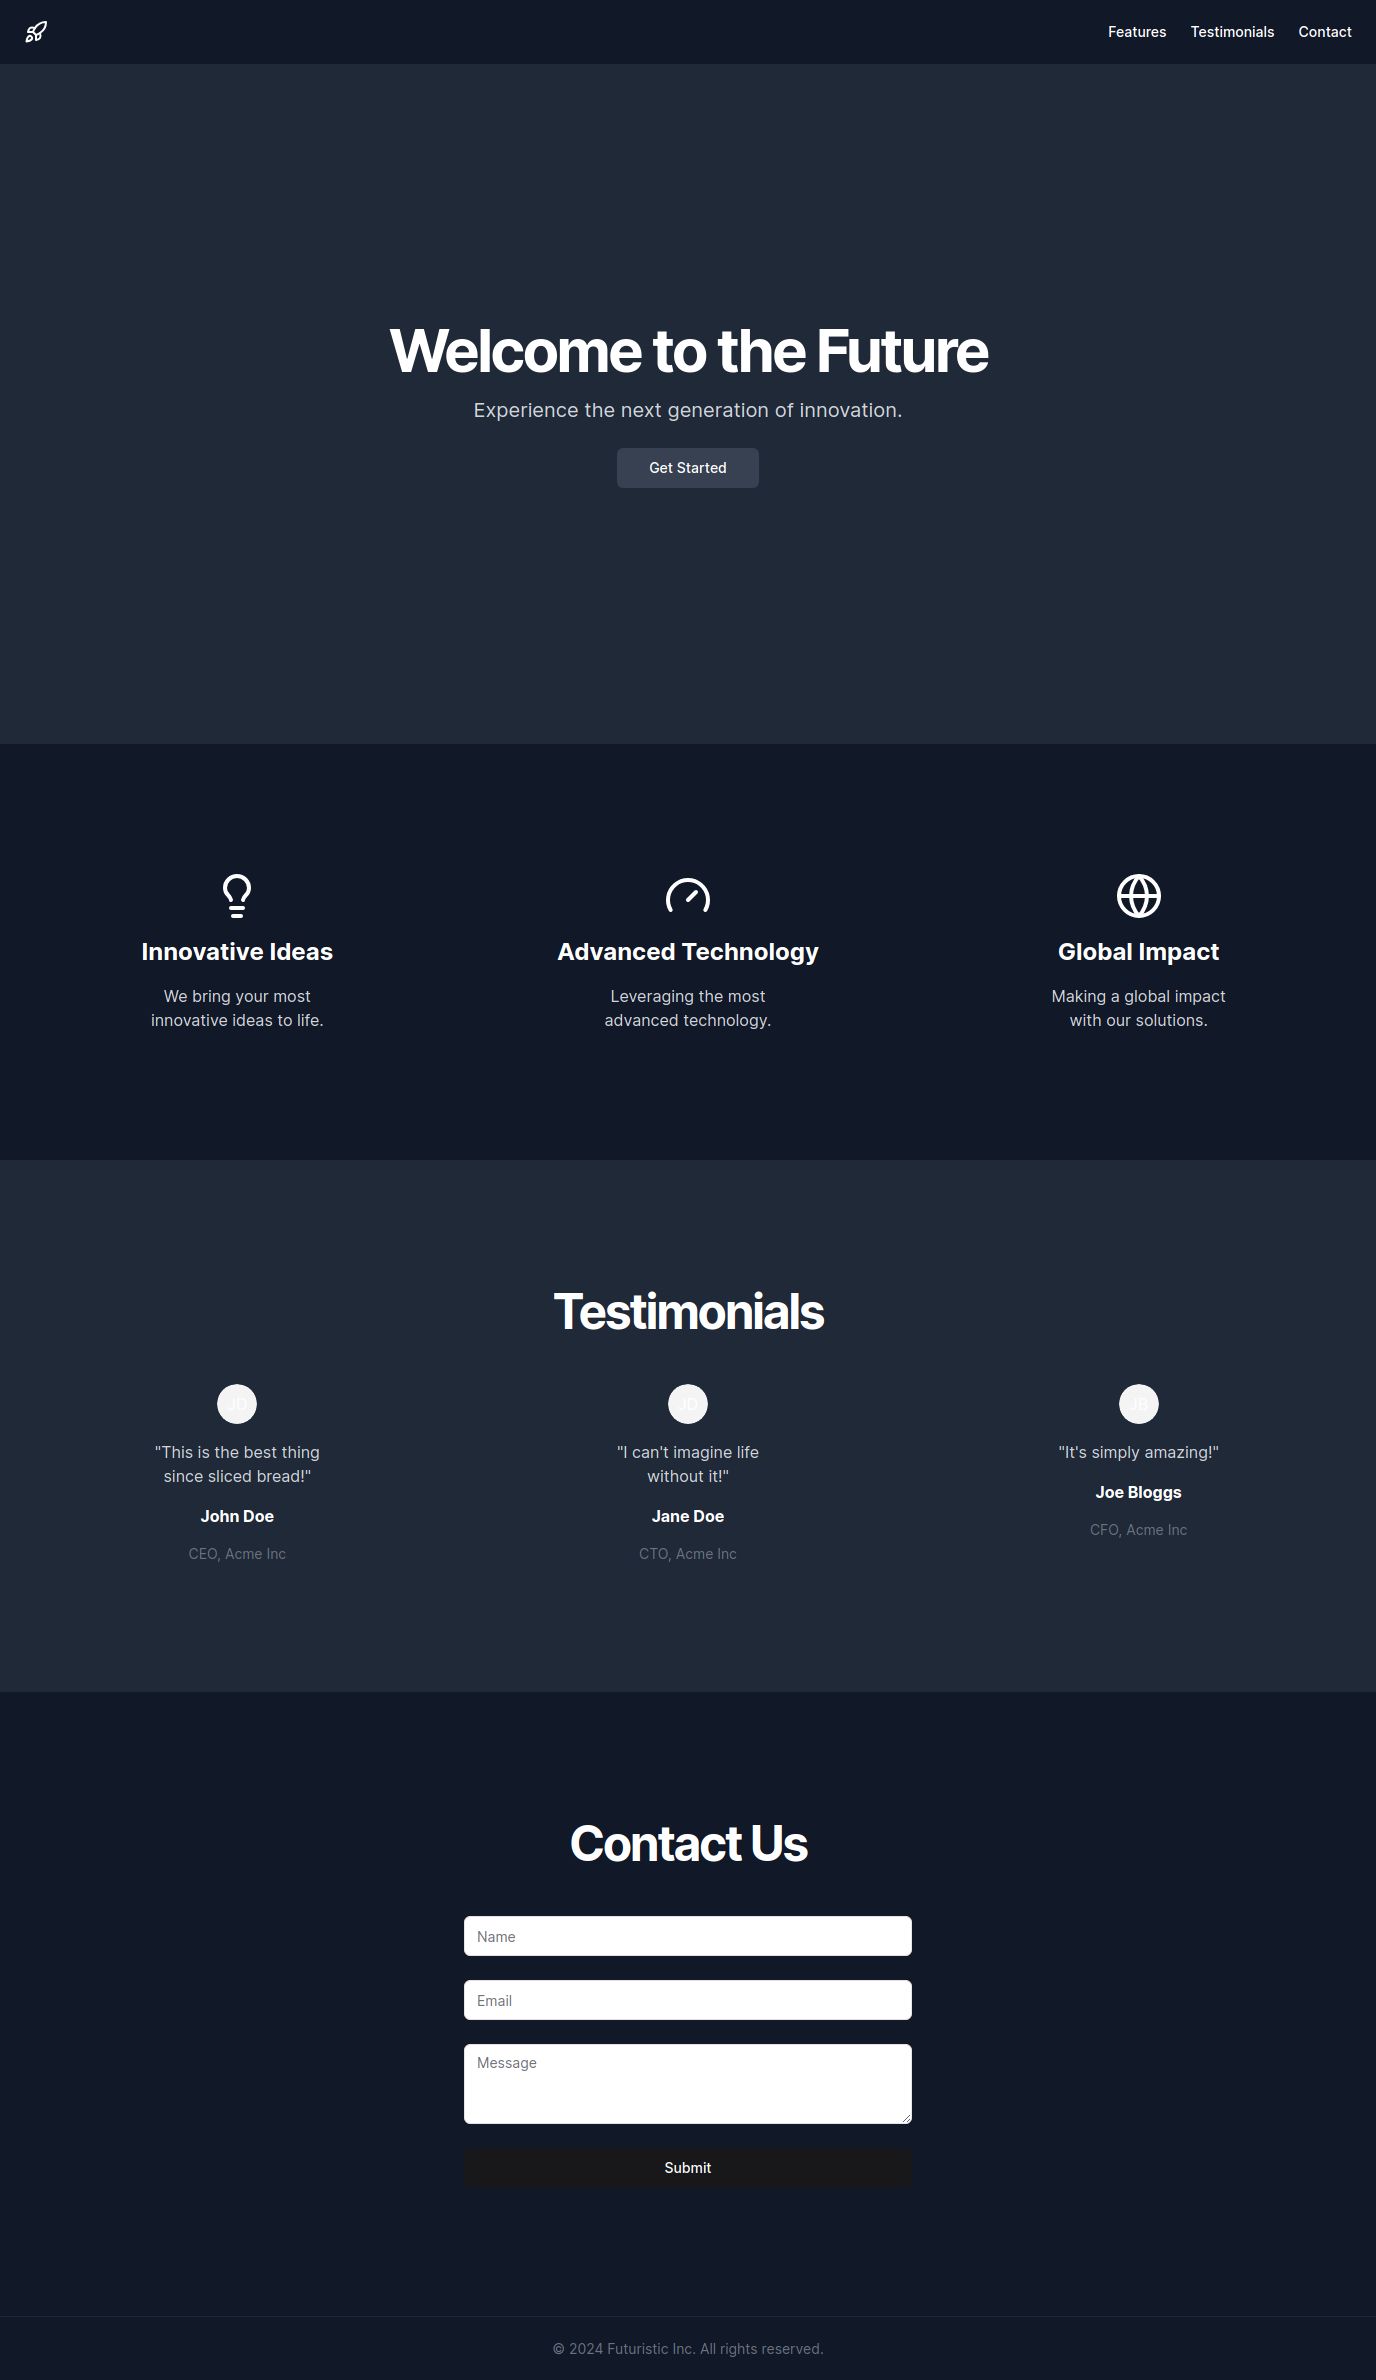 Features Testimonials Contact
Welcome to the Future
Experience the next generation of innovation.
Get Started
Innovative Ideas
We bring your most
innovative ideas to life.
Advanced Technology
Leveraging the most
advanced technology.
Global Impact
Making a global impact
with our solutions.
Testimonials
JD
"This is the best thing
since sliced bread!"
John Doe
CEO, Acme Inc
JD
"I can't imagine life
without it!"
Jane Doe
CTO, Acme Inc
JB
"It's simply amazing!"
Joe Bloggs
CFO, Acme Inc
Contact Us
Name
Email
Message
Submit
© 2024 Futuristic Inc. All rights reserved.